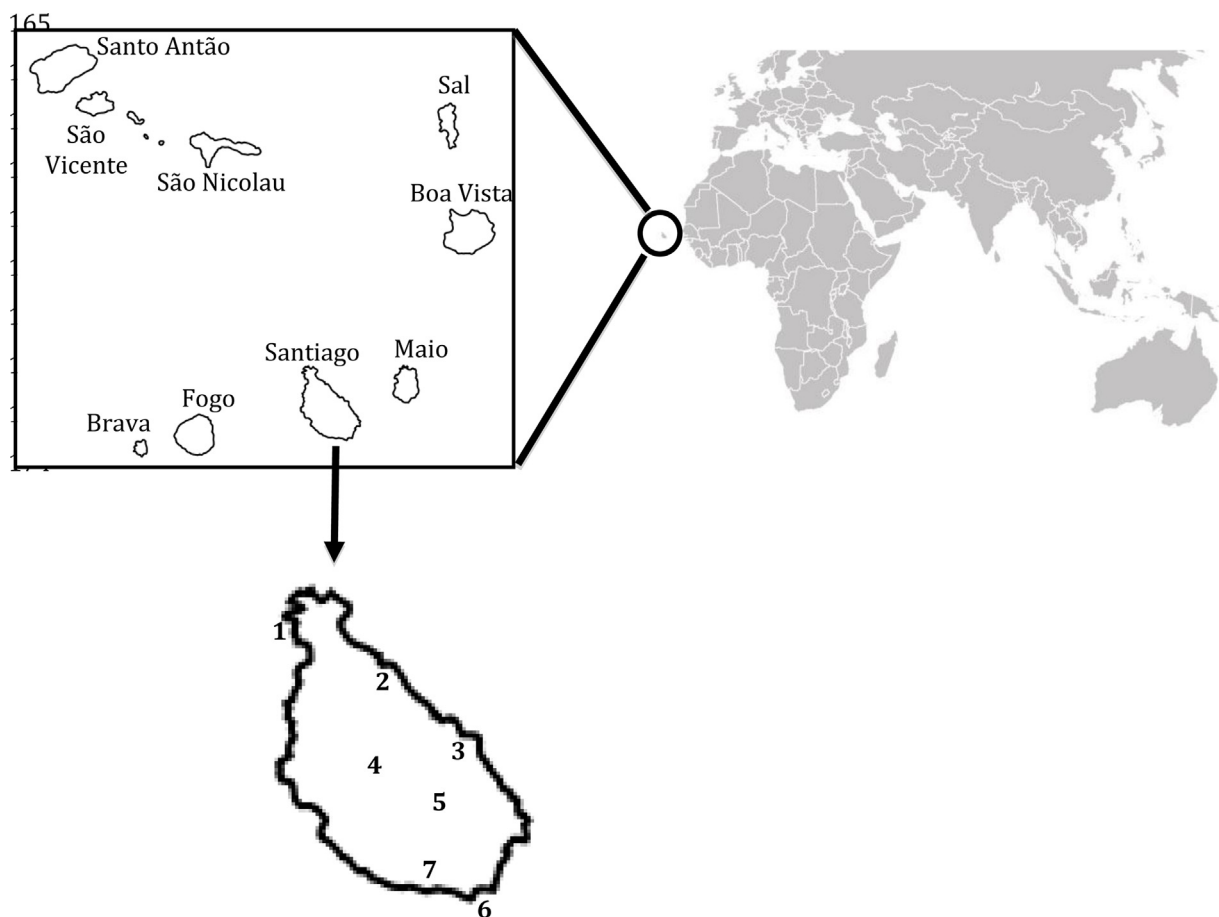 165
Santo Antão
Sal
São
Vicente
São Nicolau
Boa Vista
Santiago
Maio
Fogo
Brava
1
2
3
4
5
7
6